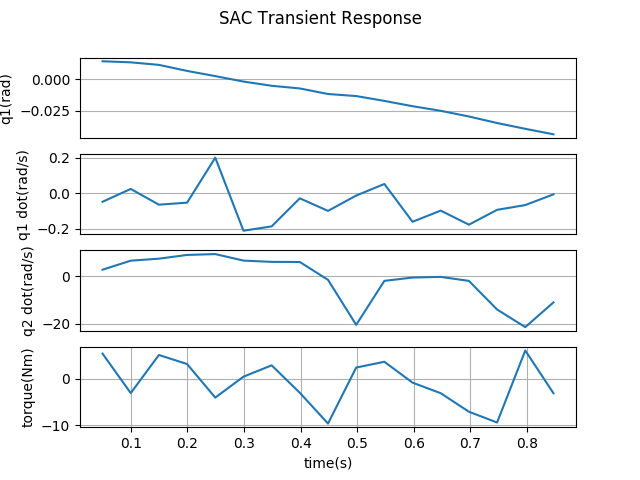 SAC Transient Response
0.000
−0.025
q1(rad)
0.2
0.0
−0.2
q1 dot(rad/s)
0
−20
q2 dot(rad/s)
0
−10
torque(Nm)
0.1 0.2 0.3 0.4 0.5 0.6 0.7 0.8
time(s)